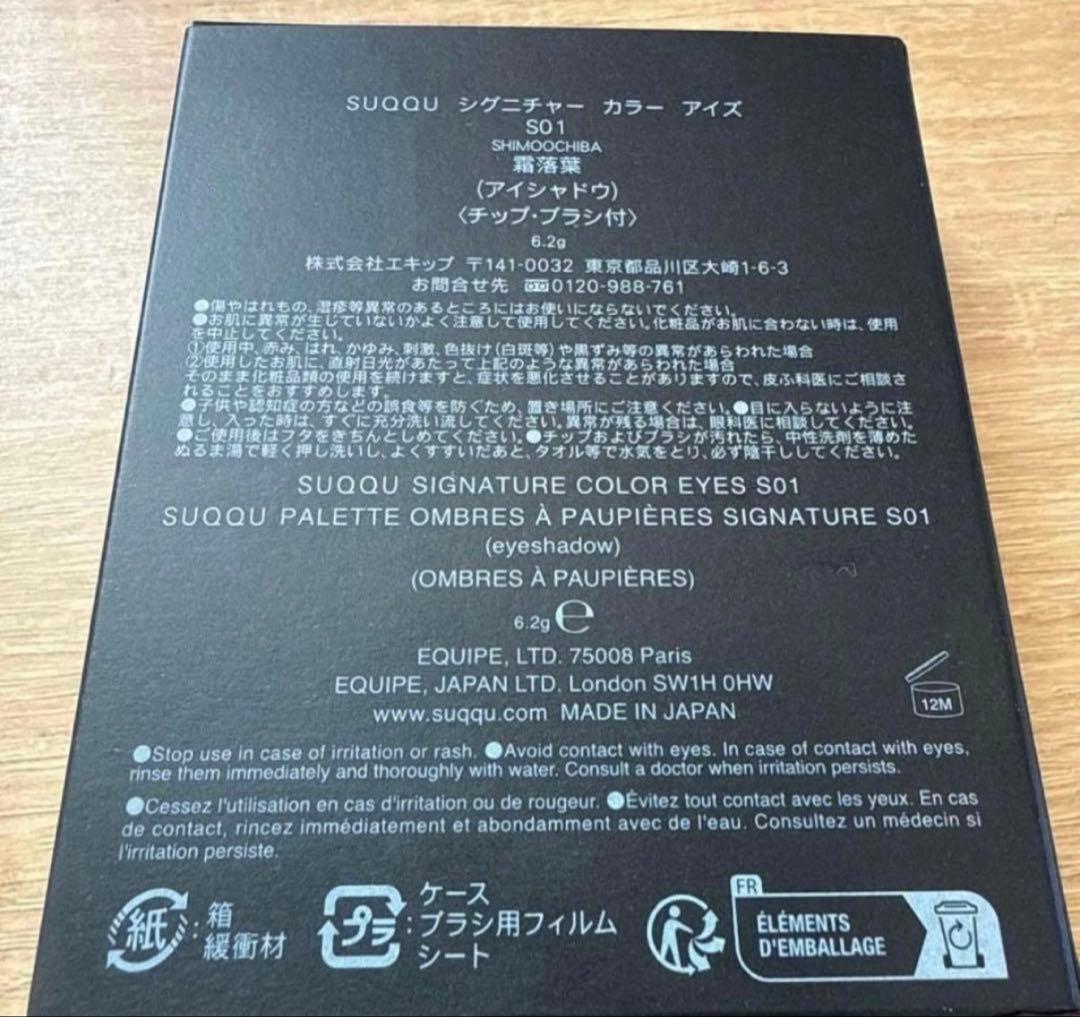 SUQQU シグニチャー カラー アイズ
S01
SHIMOOCHIBA
霜落葉
(アイシャドウ)
〈チップ・ブラシ付〉
6.2g
株式会社エキップ 〒141-0032 東京都品川区大崎1-6-3
お問合せ先 0120-988-761
●傷やはれもの、湿疹等異常のあるところにはお使いにならないでください。
●お肌に異常が生じていないかよく注意して使用してください。化粧品がお肌に合わない時は、使用
を中止してください。
①使用中、赤み、はれ、かゆみ、刺激、色抜け(白斑等)や黒ずみ等の異常があらわれた場合
②使用したお肌に、直射日光があたって上記のような異常があらわれた場合
そのまま化粧品類の使用を続けますと、症状を悪化させることがありますので、皮ふ科医にご相談さ
れることをおすすめします。
●子供や認知症の方などの誤食等を防ぐため、置き場所にご注意ください。●目に入らないように注
意し、入った時は、すぐに充分洗い流してください。異常が残る場合は、眼科医に相談してください。
●ご使用後はフタをきちんとしめてください。●チップおよびブラシが汚れたら、中性洗剤を薄めた
ぬるま湯で軽く押し洗いし、よくすすいだあと、タオル等で水気をとり、必ず陰干ししてください。
SUQQU SIGNATURE COLOR EYES S01
SUQQU PALETTE OMBRES À PAUPIÈRES SIGNATURE S01
(eyeshadow)
(OMBRES À PAUPIÈRES)
6.2g ℮
EQUIPE, LTD. 75008 Paris
EQUIPE, JAPAN LTD. London SW1H 0HW
www.suqqu.com MADE IN JAPAN
12M
●Stop use in case of irritation or rash. ●Avoid contact with eyes. In case of contact with eyes,
rinse them immediately and thoroughly with water. Consult a doctor when irritation persists.
●Cessez l'utilisation en cas d'irritation ou de rougeur. ●Évitez tout contact avec les yeux. En cas
de contact, rincez immédiatement et abondamment avec de l'eau. Consultez un médecin si
l'irritation persiste.
紙:箱
緩衝材
プラ:ケース
ブラシ用フィルム
シート
FR
ÉLÉMENTS
D'EMBALLAGE